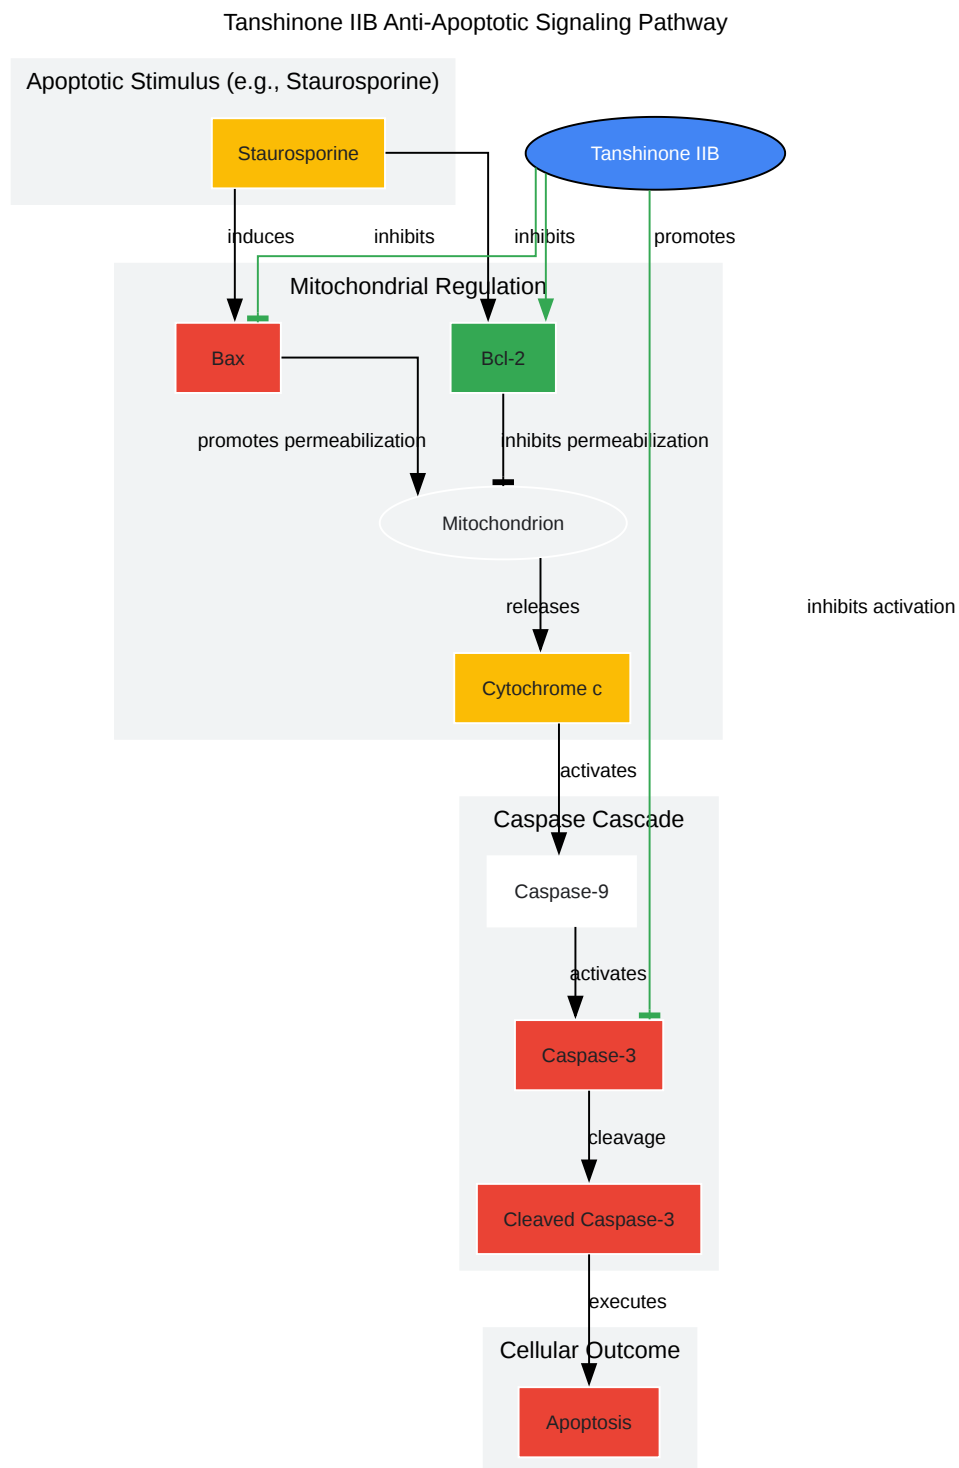 Tanshinone IIB Anti-Apoptotic Signaling Pathway
Apoptotic Stimulus (e.g., Staurosporine)
Staurosporine
Tanshinone IIB
induces
inhibits
inhibits
promotes
Mitochondrial Regulation
Bax
Bcl-2
promotes permeabilization
inhibits permeabilization
Mitochondrion
releases
inhibits activation
Cytochrome c
activates
Caspase Cascade
Caspase-9
activates
Caspase-3
cleavage
Cleaved Caspase-3
executes
Cellular Outcome
Apoptosis